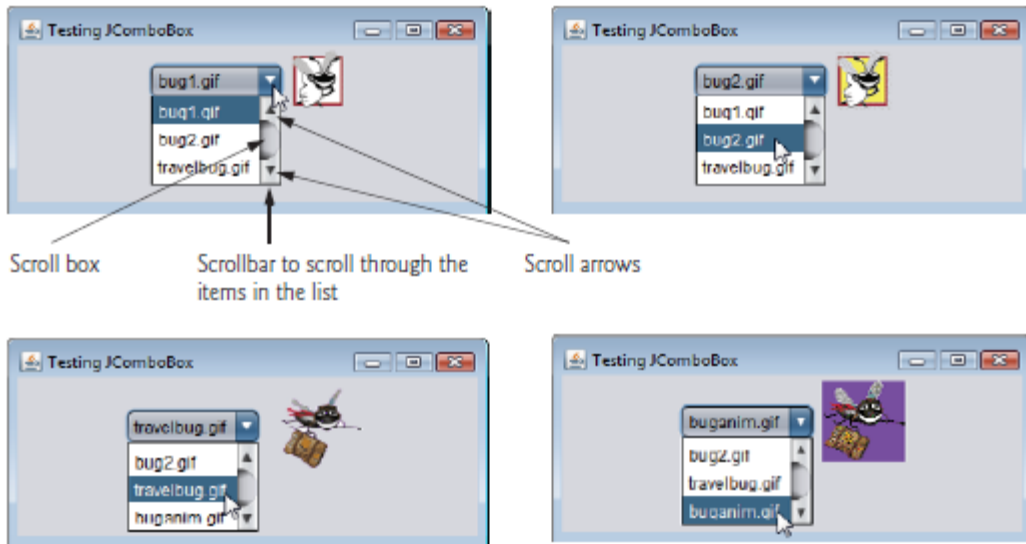 Testing JComboBox
bug1.gif
bug1.gif
bug2.gif
travelbug.gif
Testing JComboBox
bug2.gif
bug1.gif
bug2.gif
travelbug.gif
Scroll box
Scrollbar to scroll through the
items in the list
Scroll arrows
Testing JComboBox
travelbug.gif
bug2.gif
travelbug.gif
buganim.gif
Testing JComboBox
buganim.gif
bug2.gif
travelbug.gif
buganim.gif